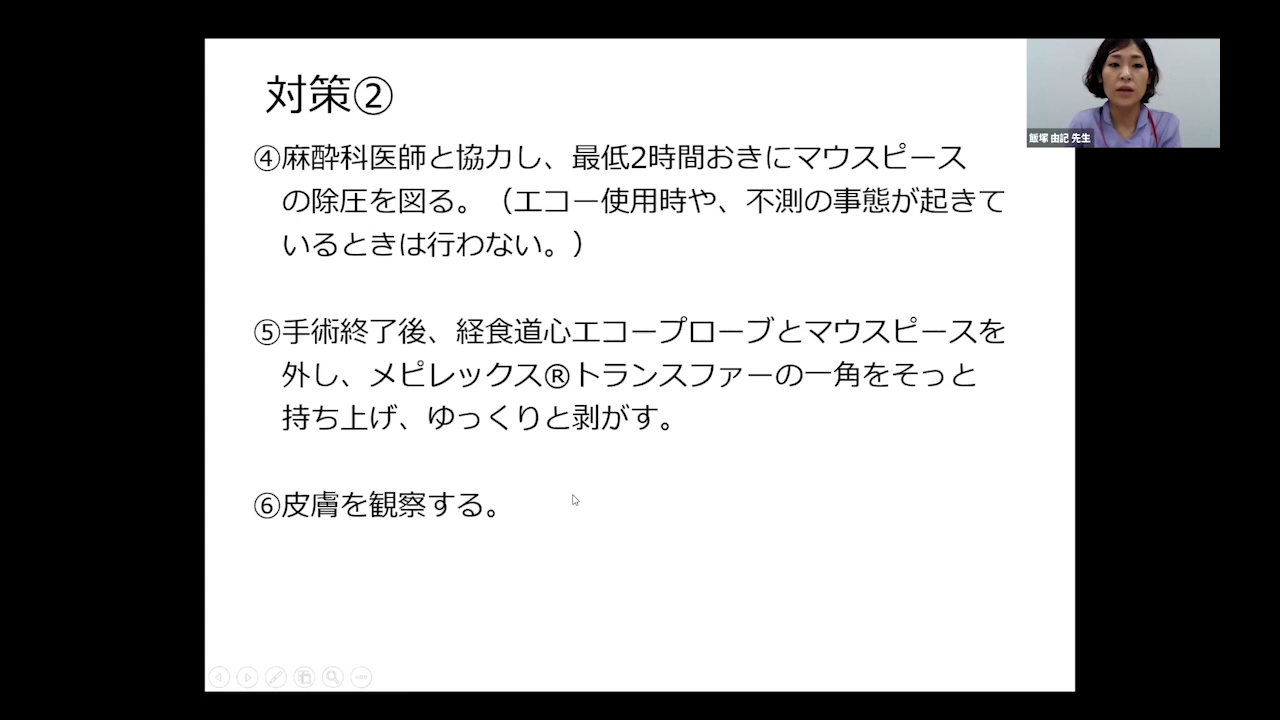 対策②
④麻酔科医師と協力し、最低2時間おきにマウスピース
の除圧を図る。（エコー使用時や、不測の事態が起きて
いるときは行わない。）
⑤手術終了後、経食道心エコープローブとマウスピースを
外し、メピレックス®トランスファーの一角をそっと
持ち上げ、ゆっくりと剥がす。
⑥皮膚を観察する。
飯塚 由記 先生